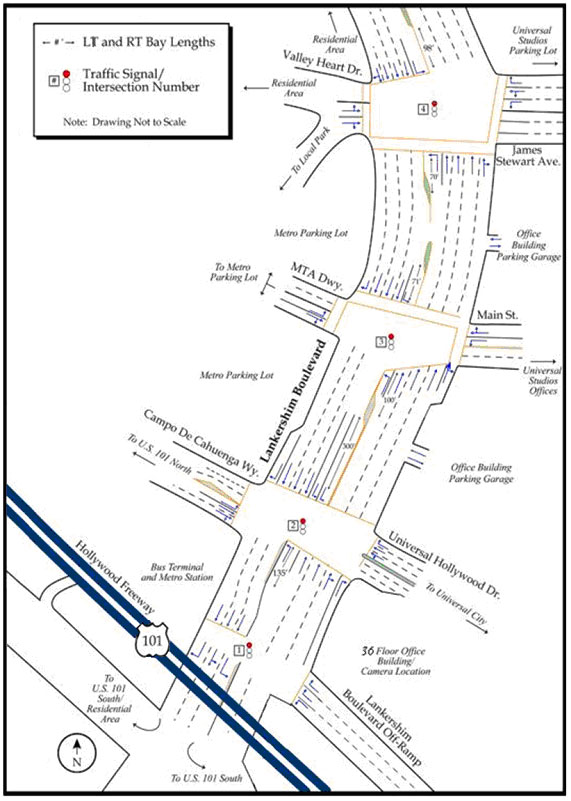 ← #' → LT and RT Bay Lengths
# Traffic Signal/
Intersection Number
Note: Drawing Not to Scale
Residential
Area
98'
Universal
Studios
Parking Lot
Valley Heart Dr.
Residential
Area
4
To Local Park
James
Stewart Ave.
70'
Metro Parking Lot
Office
Building
Parking Garage
To Metro
Parking Lot
MTA Dwy.
71'
Main St.
3
Universal
Studios
Offices
Lankershim Boulevard
Metro Parking Lot
100'
300'
Campo De Cahuenga Wy.
To U.S. 101 North
Office Building
Parking Garage
2
Universal Hollywood Dr.
To Universal City
Bus Terminal
and Metro Station
135'
Hollywood Freeway
101
1
36 Floor Office
Building/
Camera Location
To
U.S. 101
South/
Residential
Area
Lankershim
Boulevard Off-Ramp
N
To U.S. 101 South